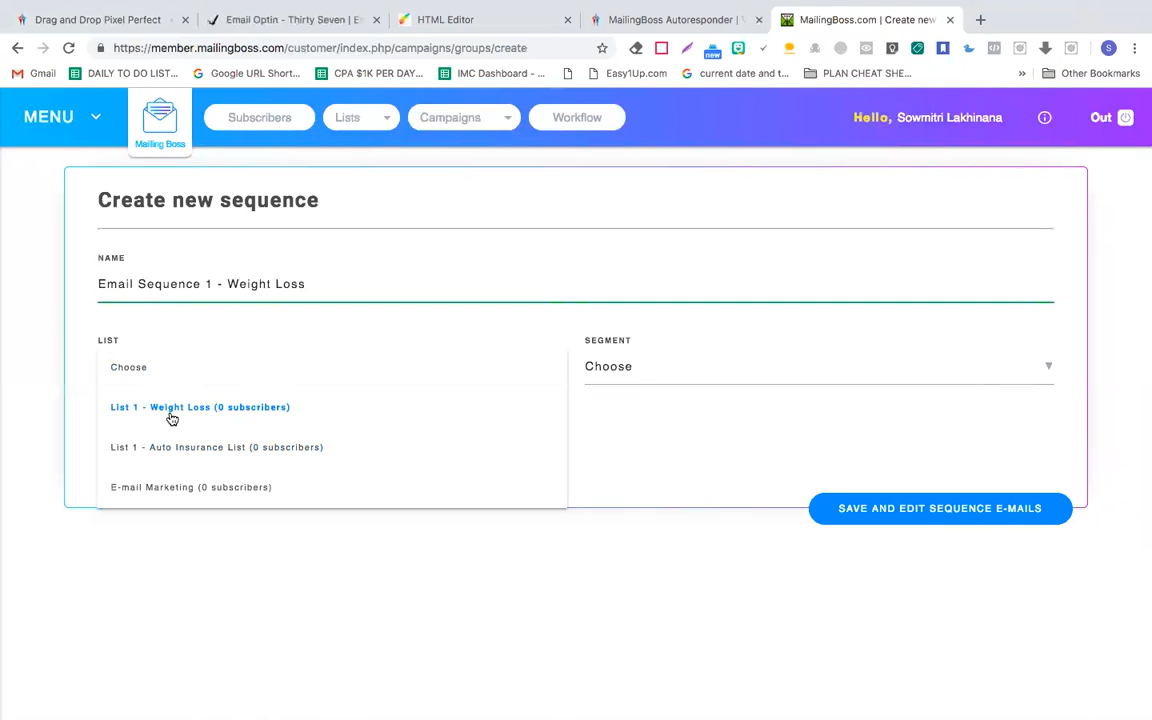 Drag and Drop Pixel Perfect
Email Optin - Thirty Seven | E
HTML Editor
MailingBoss Autoresponder |
MailingBoss.com | Create new
https://member.mailingboss.com/customer/index.php/campaigns/groups/create
new
S
Gmail
DAILY TO DO LIST...
Google URL Short...
CPA $1K PER DAY...
IMC Dashboard - ...
Easy1Up.com
current date and t...
PLAN CHEAT SHE...
»
Other Bookmarks
MENU
Mailing Boss
Subscribers
Lists
Campaigns
Workflow
Hello, Sowmitri Lakhinana
Out
Create new sequence
NAME
Email Sequence 1 - Weight Loss
LIST
Choose
List 1 - Weight Loss (0 subscribers)
List 1 - Auto Insurance List (0 subscribers)
E-mail Marketing (0 subscribers)
SEGMENT
Choose
SAVE AND EDIT SEQUENCE E-MAILS